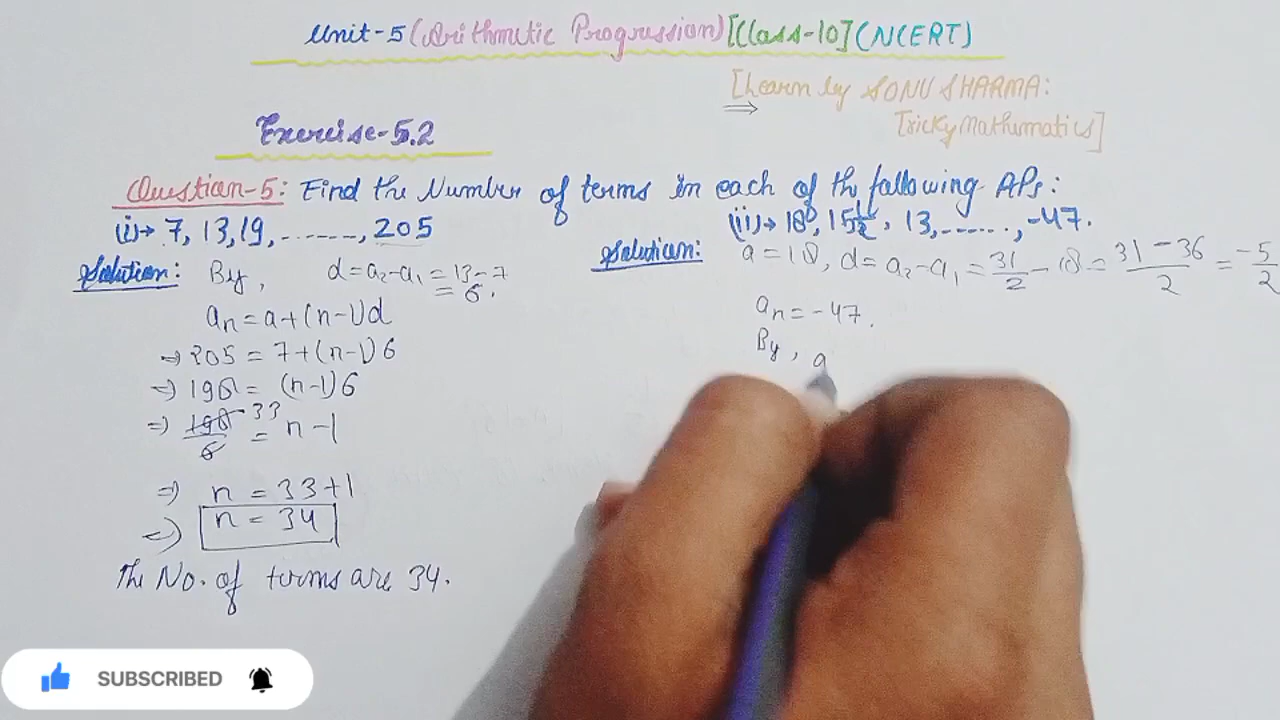 Unit-5(Arithmetic Progression)[Class-10](NCERT)
[Learn by SONU SHARMA:
⇒ Tricky Mathematics]
Exercise-5.2
Question-5: Find the Number of terms in each of the following APs:
(i)→ 7, 13, 19, ......, 205
(ii)→ 18, 15½, 13, ......, -47.
Solution: By, d=a₂-a₁=13-7
= 6.
aₙ=a+(n-1)d
⇒ 205 = 7+(n-1)6
⇒ 198 = (n-1)6
⇒ 198/6 = 33 = n-1
⇒ n = 33+1
⇒ n = 34
The No. of terms are 34.
Solution: a=18, d=a₂-a₁=31/2-18=31-36/2=-5/2
aₙ=-47.
By, a
SUBSCRIBED